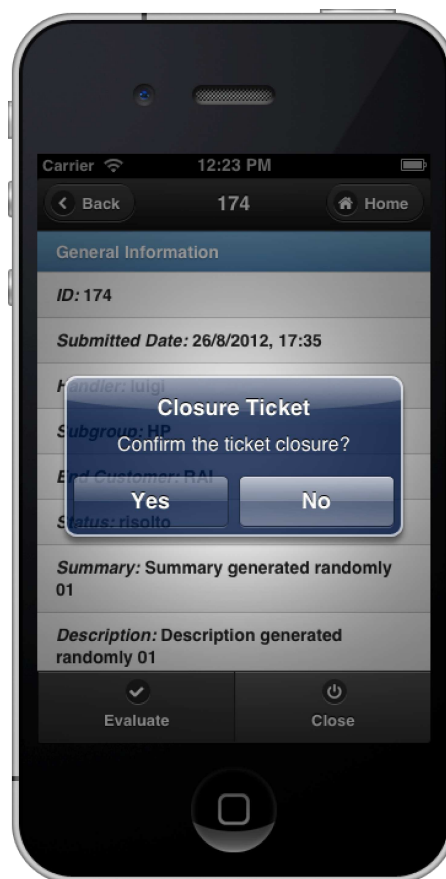 Carrier 12:23 PM
Back 174 Home
General Information
ID: 174
Submitted Date: 26/8/2012, 17:35
Handler: luigi
Closure Ticket
Subgroup: HP
Confirm the ticket closure?
End Customer: RAI
Yes No
Status: risolto
Summary: Summary generated randomly
01
Description: Description generated
randomly 01
Evaluate Close